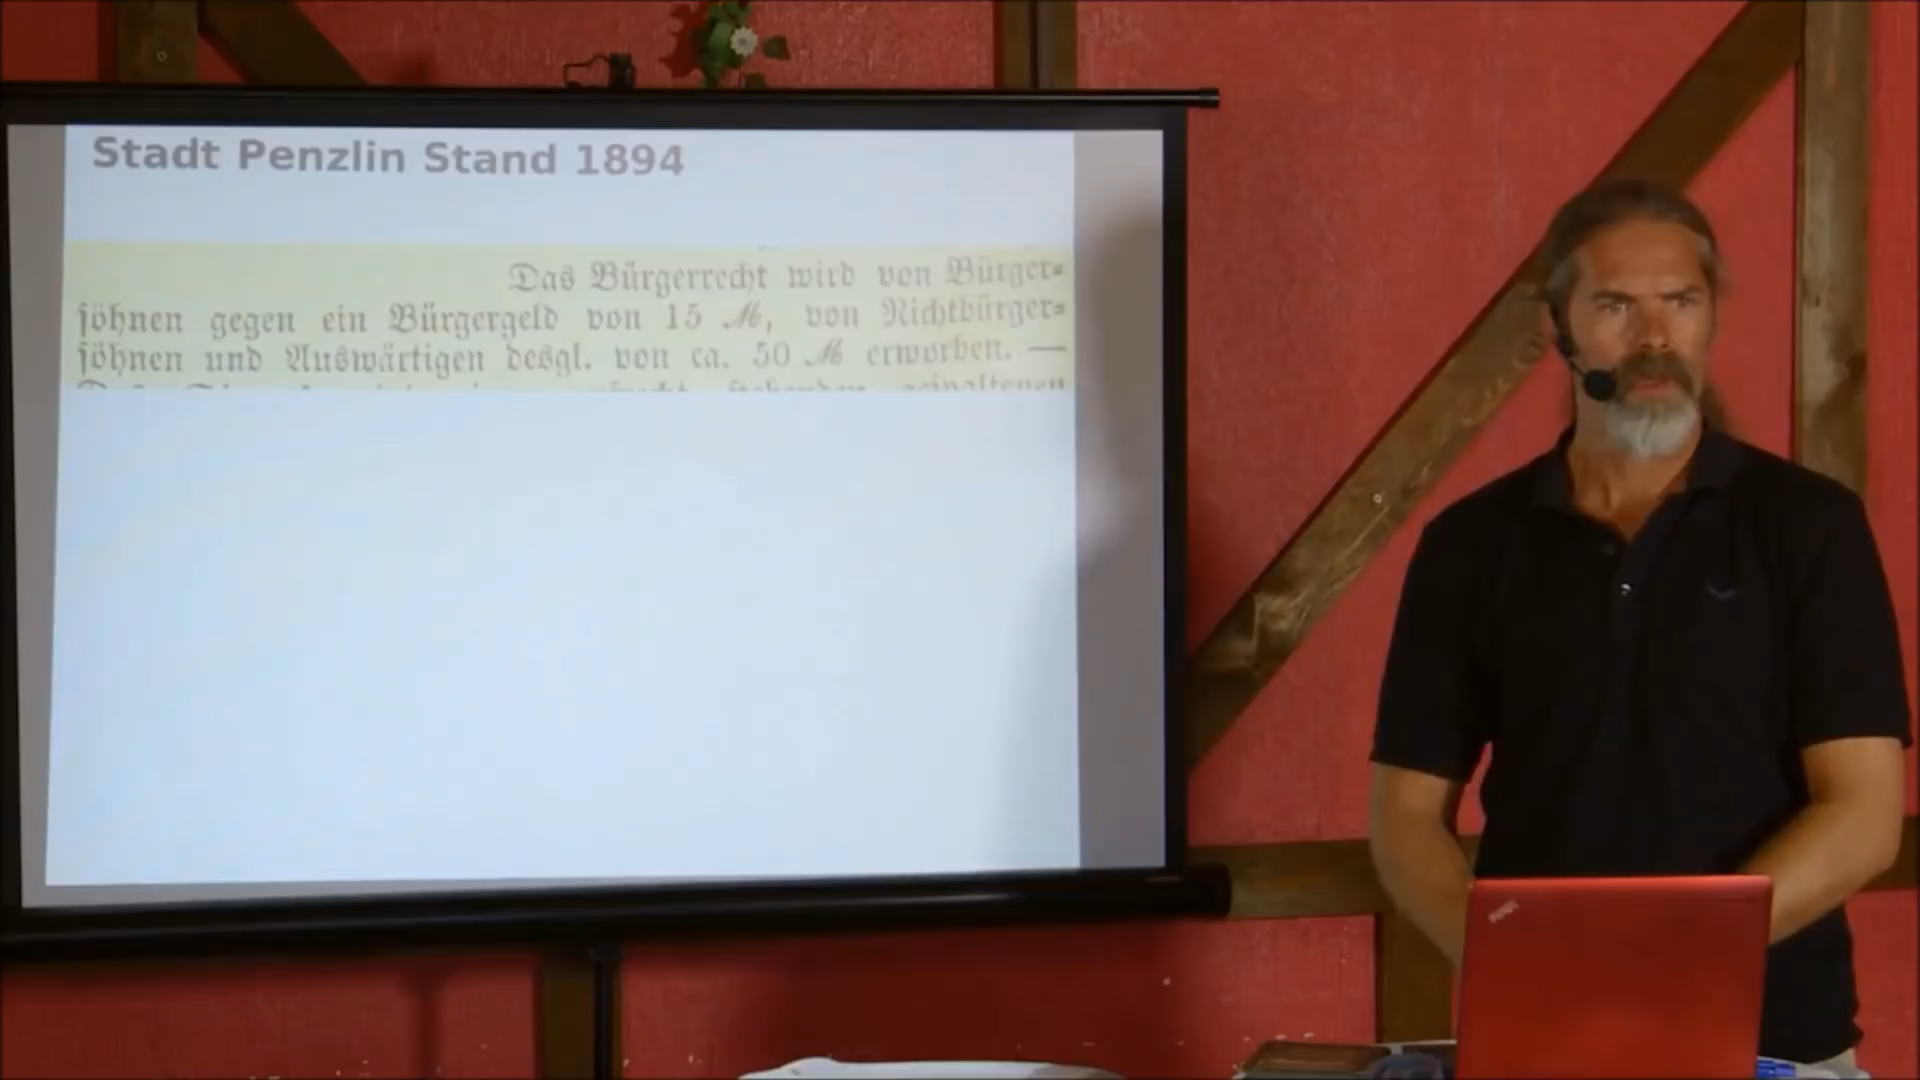 Stadt Penzlin Stand 1894
Das Bürgerrecht wird von Bürger=
söhnen gegen ein Bürgergeld von 15 ℳ, von Nichtbürger=
söhnen und Auswärtigen desgl. von ca. 50 ℳ erworben. —